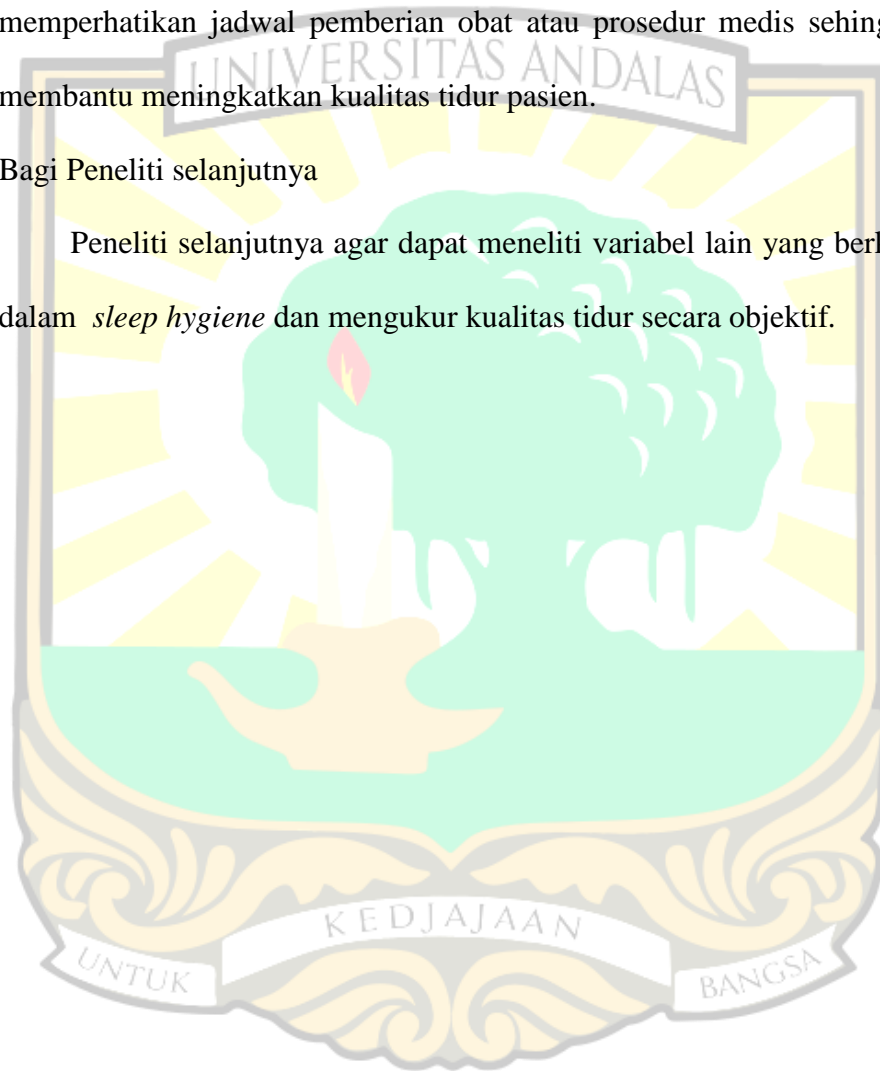 memperhatikan jadwal pemberian obat atau prosedur medis sehing
UNIVERSITAS ANDALAS
membantu meningkatkan kualitas tidur pasien.
Bagi Peneliti selanjutnya
Peneliti selanjutnya agar dapat meneliti variabel lain yang berl
dalam sleep hygiene dan mengukur kualitas tidur secara objektif.
KEDJAJAAN
UNTUK
BANGSA